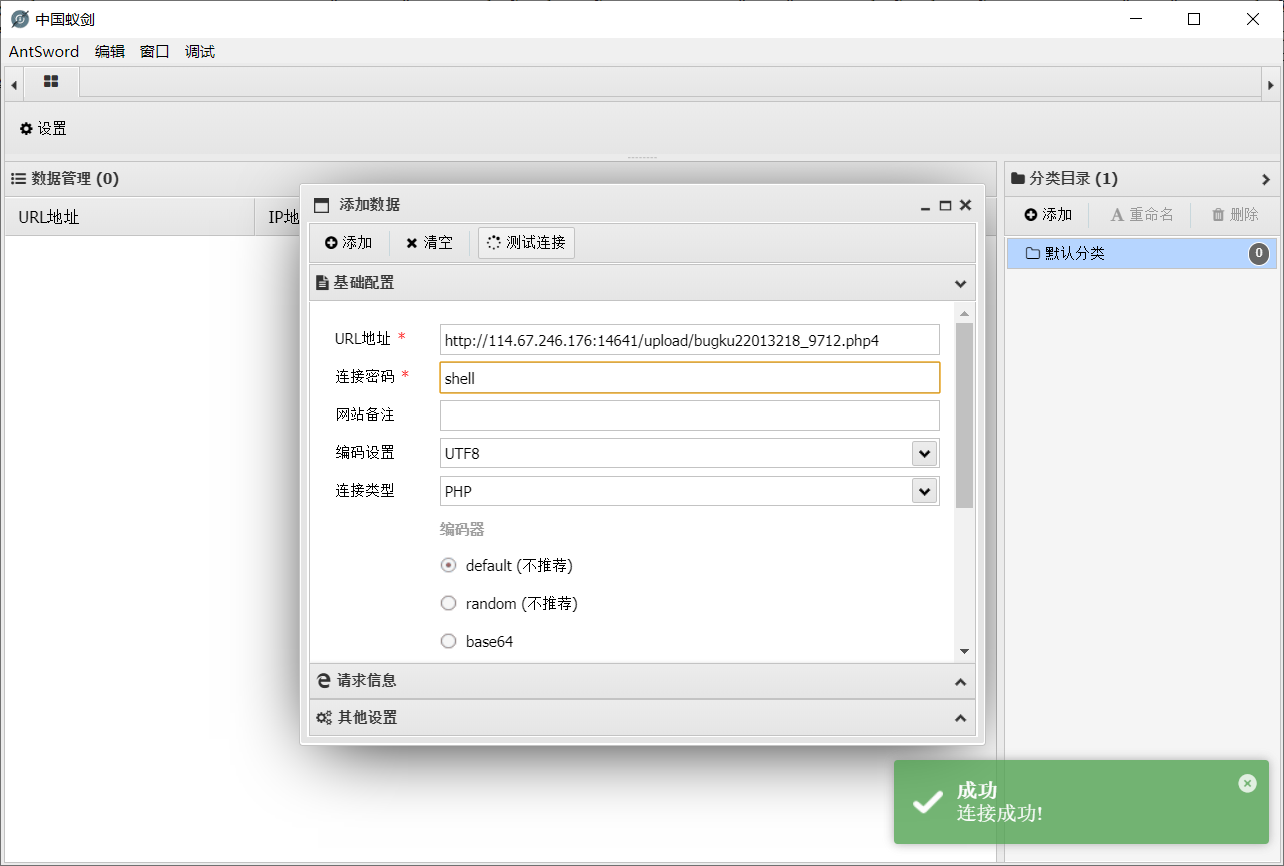 中国蚁剑
AntSword 编辑 窗口 调试
设置
数据管理 (0)
URL地址 IP地
分类目录 (1)
添加 重命名 删除
默认分类 0
添加数据
添加 清空 测试连接
基础配置
URL地址 * http://114.67.246.176:14641/upload/bugku22013218_9712.php4
连接密码 * shell
网站备注
编码设置 UTF8
连接类型 PHP
编码器
default (不推荐)
random (不推荐)
base64
请求信息
其他设置
成功
连接成功!